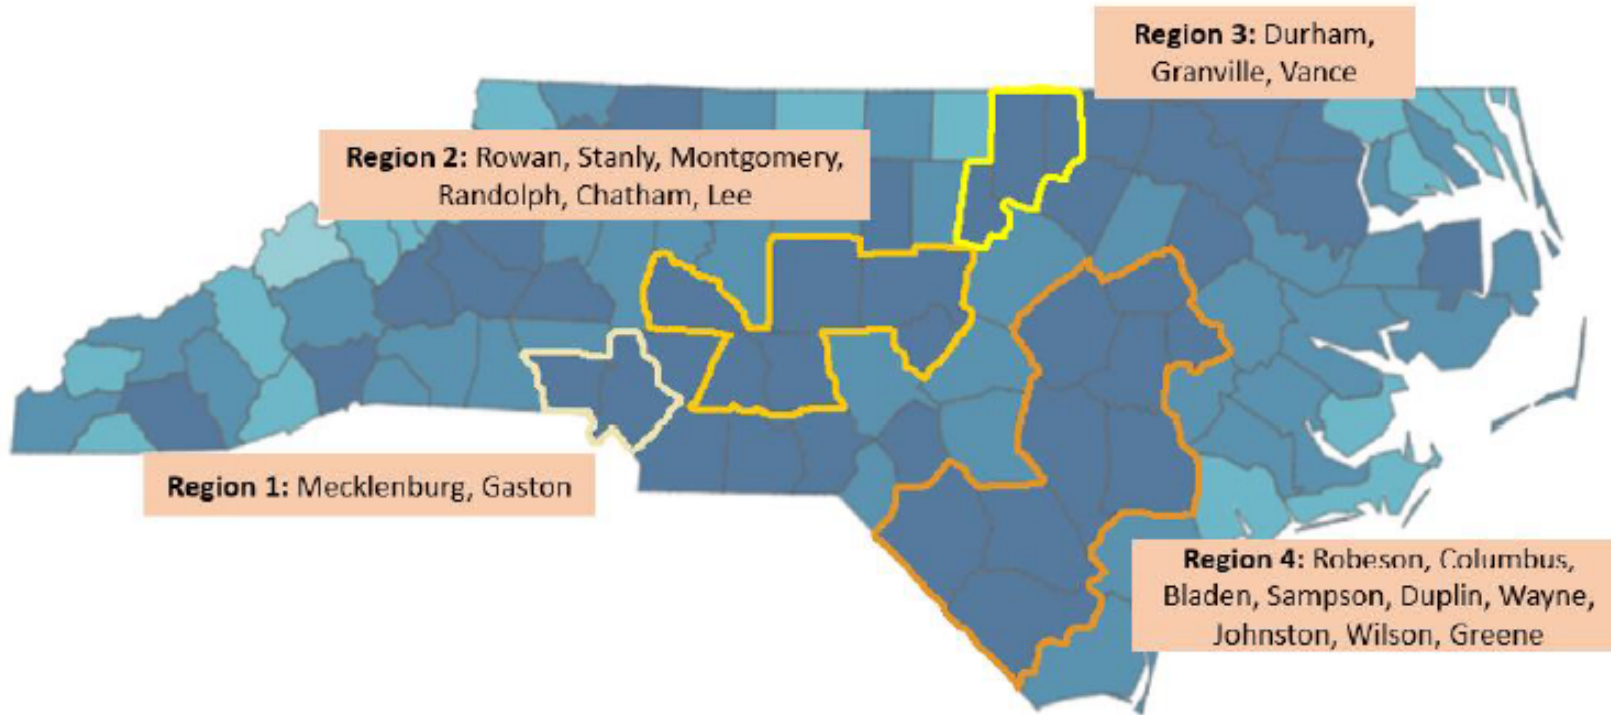 Region 3: Durham,
Granville, Vance
Region 2: Rowan, Stanly, Montgomery,
Randolph, Chatham, Lee
Region 1: Mecklenburg, Gaston
Region 4: Robeson, Columbus,
Bladen, Sampson, Duplin, Wayne,
Johnston, Wilson, Greene